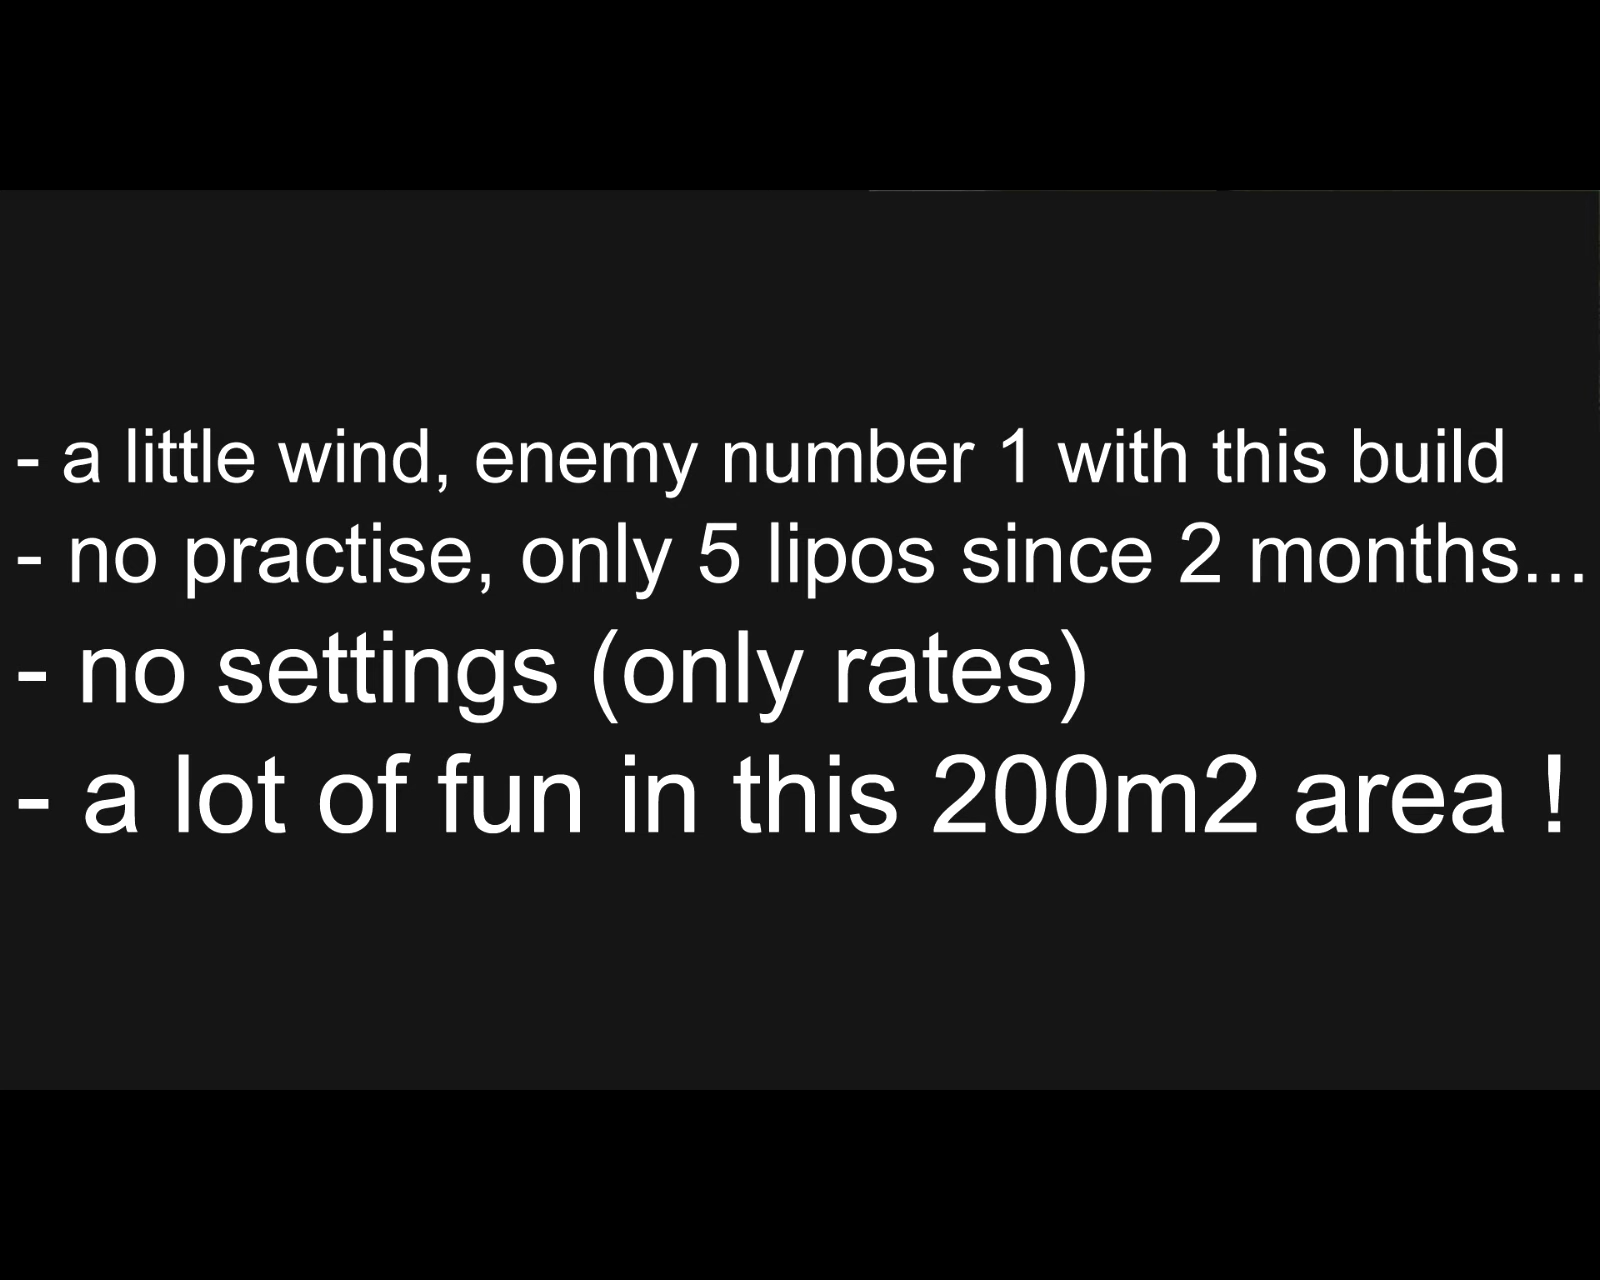 - a little wind, enemy number 1 with this build
- no practise, only 5 lipos since 2 months...
- no settings (only rates)
- a lot of fun in this 200m2 area !